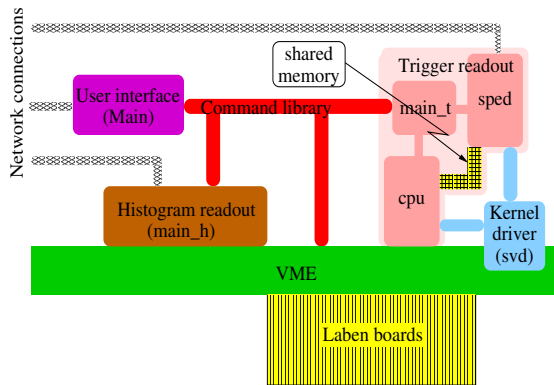 Network connections
shared
memory
Trigger readout
User interface
(Main)
Command library
main_t
sped
Histogram readout
(main_h)
cpu
Kernel
driver
(svd)
VME
Laben boards